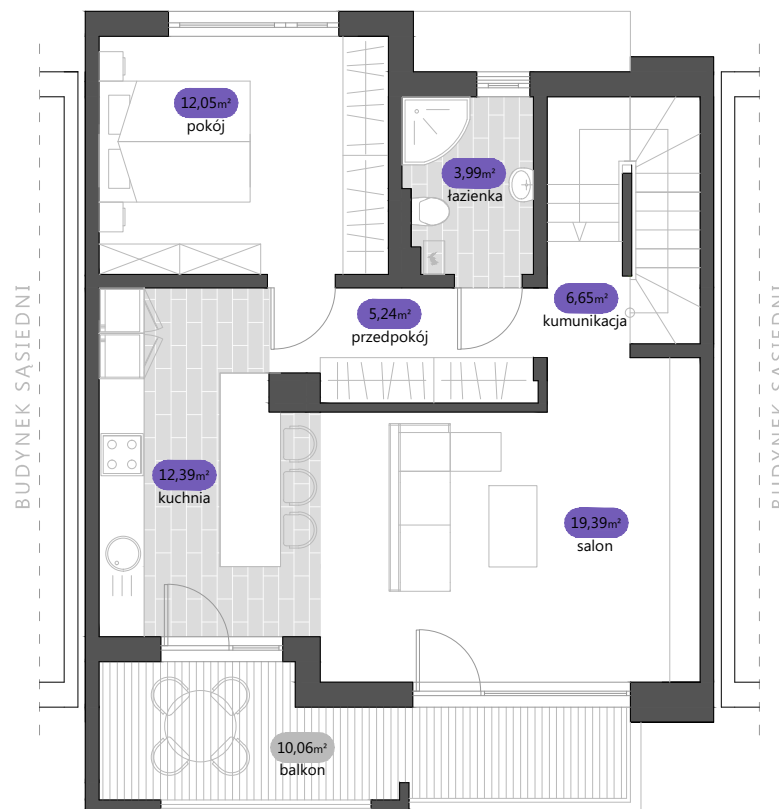 12,05m²
pokój
3,99m²
łazienka
6,65m²
kumunikacja
5,24m²
przedpokój
BUDYNEK SĄSIEDNI
BUDYNEK SĄSIEDNI
12,39m²
kuchnia
19,39m²
salon
10,06m²
balkon